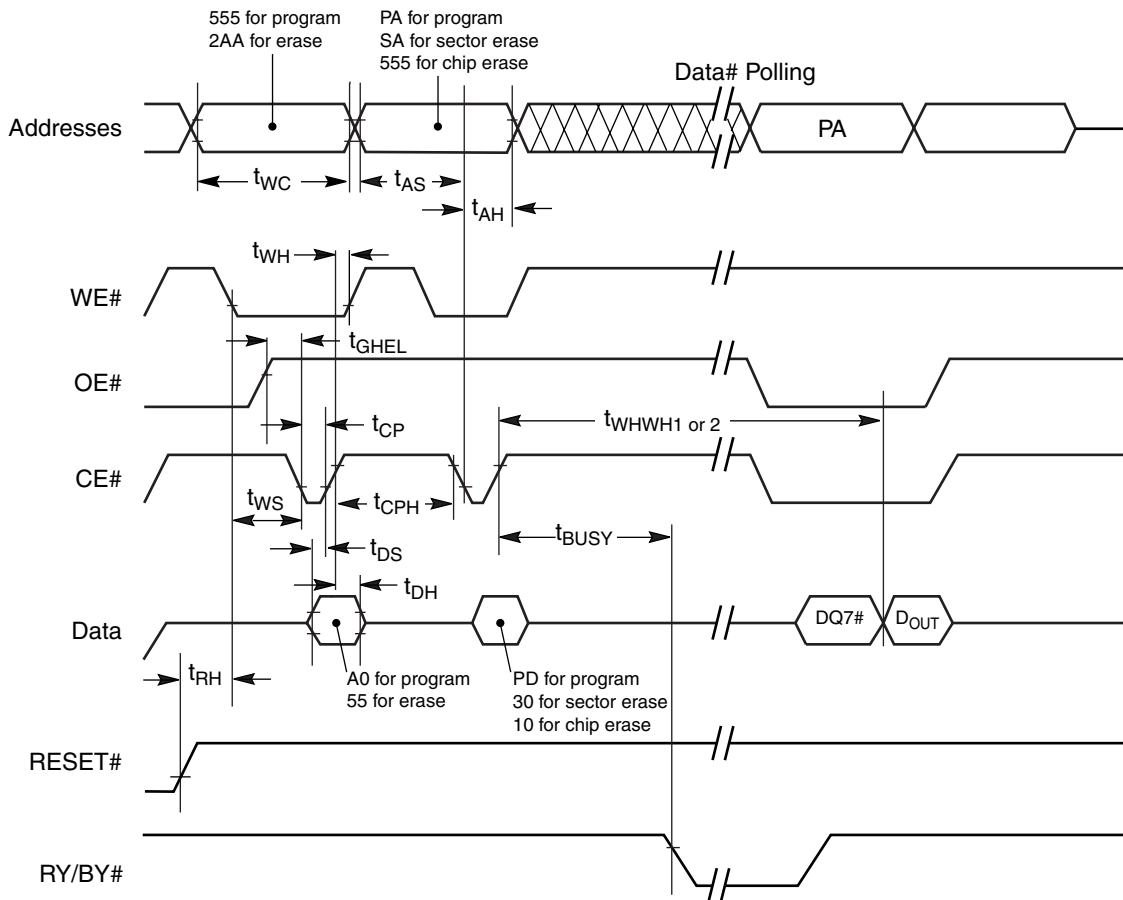 555 for program
2AA for erase
PA for program
SA for sector erase
555 for chip erase
Data# Polling
Addresses
PA
tWC
tAS
tAH
tWH
WE#
tGHEL
OE#
tCP
tWHWH1 or 2
CE#
tWS
tCPH
tBUSY
tDS
tDH
Data
DQ7#
DOUT
tRH
A0 for program
55 for erase
PD for program
30 for sector erase
10 for chip erase
RESET#
RY/BY#